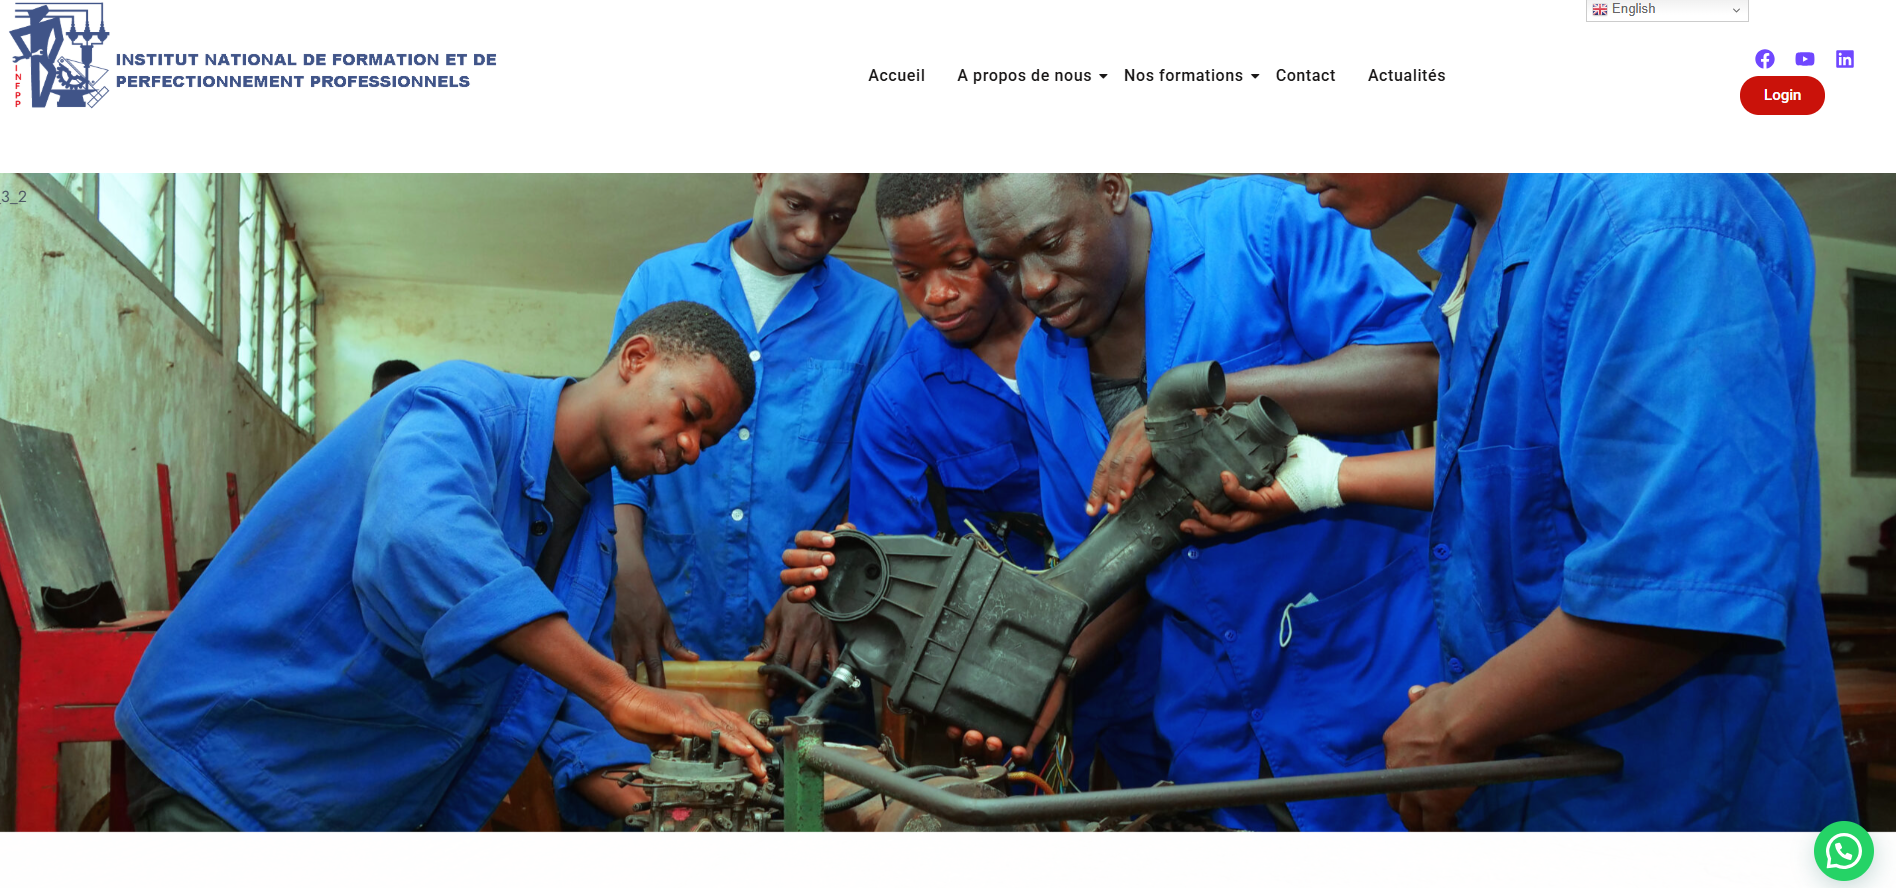 English
INFPP
INSTITUT NATIONAL DE FORMATION ET DE
PERFECTIONNEMENT PROFESSIONNELS
Accueil
A propos de nous
Nos formations
Contact
Actualités
Login
3_2